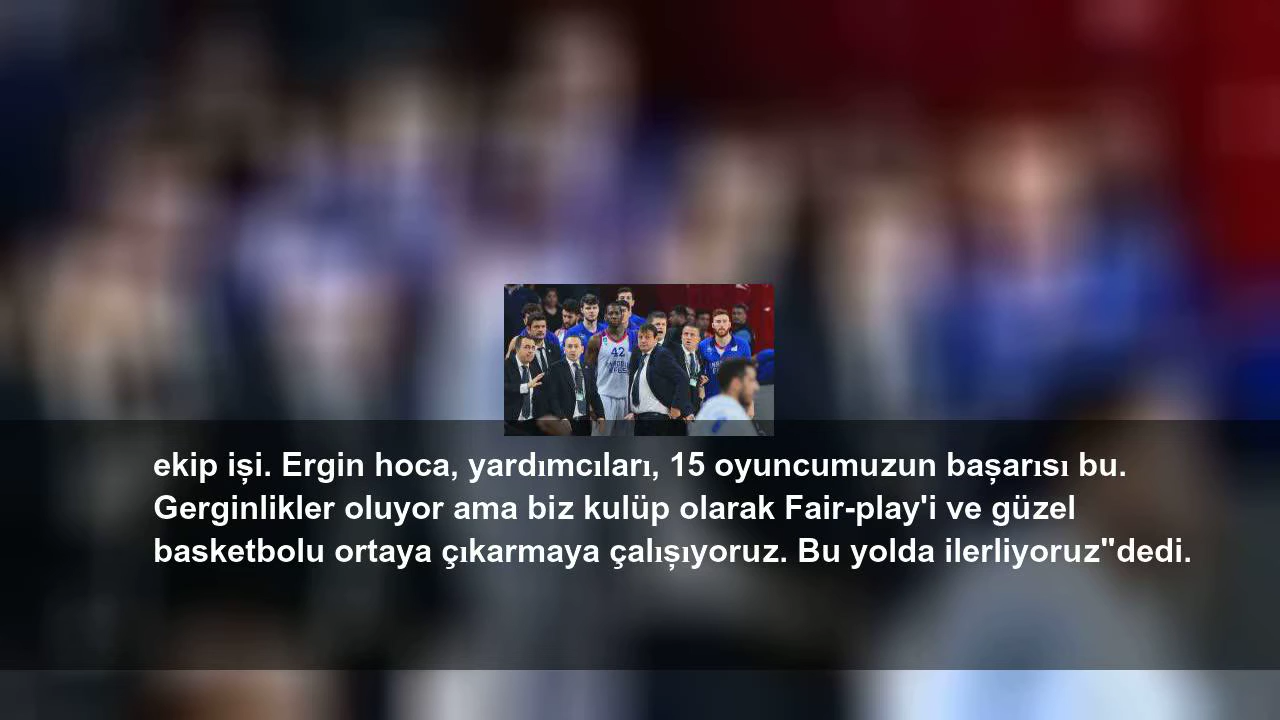 42
ekip işi. Ergin hoca, yardımcıları, 15 oyuncumuzun başarısı bu.
Gerginlikler oluyor ama biz kulüp olarak Fair-play'i ve güzel
basketbolu ortaya çıkarmaya çalışıyoruz. Bu yolda ilerliyoruz"dedi.